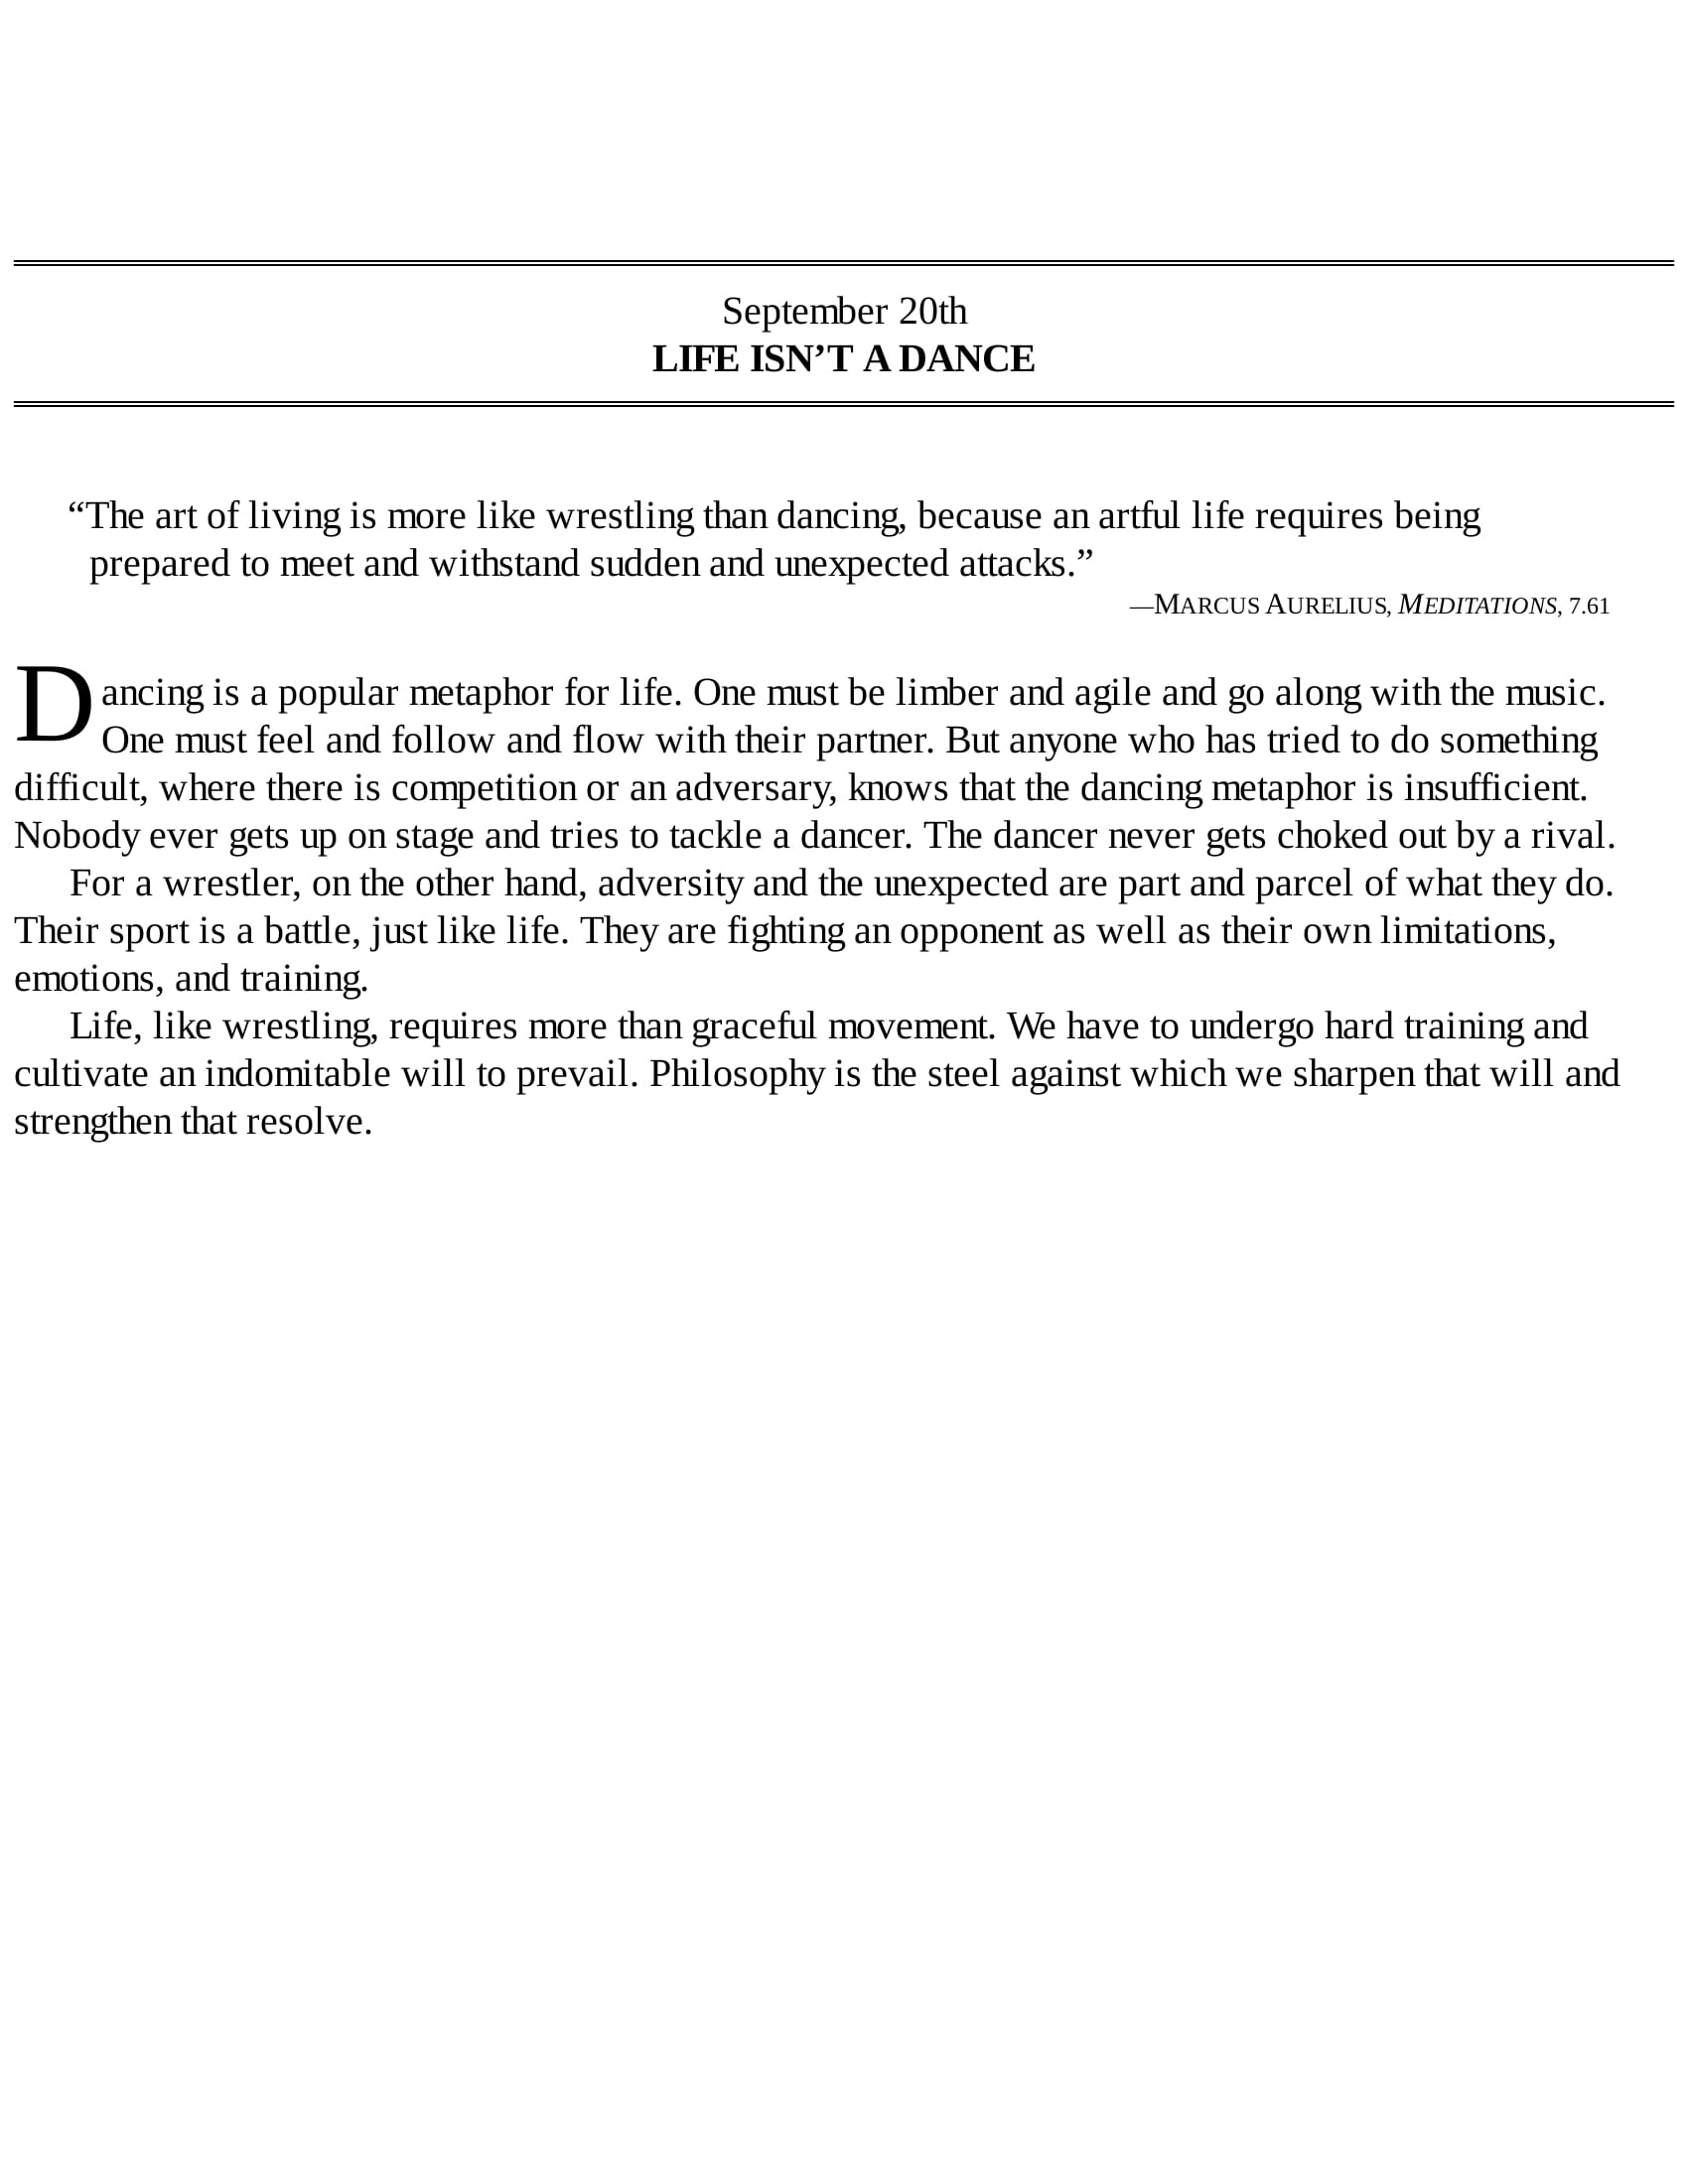 September 20th
LIFE ISN’T A DANCE
“The art of living is more like wrestling than dancing, because an artful life requires being
prepared to meet and withstand sudden and unexpected attacks.”
—MARCUS AURELIUS, MEDITATIONS, 7.61
Dancing is a popular metaphor for life. One must be limber and agile and go along with the music.
One must feel and follow and flow with their partner. But anyone who has tried to do something
difficult, where there is competition or an adversary, knows that the dancing metaphor is insufficient.
Nobody ever gets up on stage and tries to tackle a dancer. The dancer never gets choked out by a rival.
For a wrestler, on the other hand, adversity and the unexpected are part and parcel of what they do.
Their sport is a battle, just like life. They are fighting an opponent as well as their own limitations,
emotions, and training.
Life, like wrestling, requires more than graceful movement. We have to undergo hard training and
cultivate an indomitable will to prevail. Philosophy is the steel against which we sharpen that will and
strengthen that resolve.